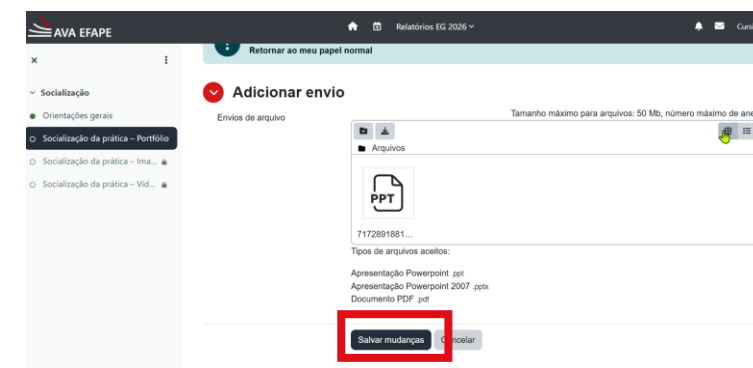 AVA EFAPE
Relatórios EG 2026
Retornar ao meu papel normal
Socialização
Orientações gerais
Socialização da prática – Portfólio
Socialização da prática – Ima...
Socialização da prática – Víd...
Adicionar envio
Envios de arquivo
Tamanho máximo para arquivos: 50 Mb, número máximo de
Arquivos
PPT
7172891881...
Tipos de arquivos aceitos:
Apresentação Powerpoint .ppt
Apresentação Powerpoint 2007 .pptx
Documento PDF .pdf
Salvar mudanças
Cancelar